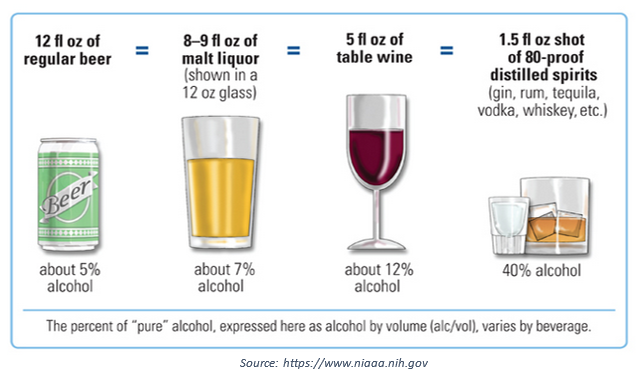 12 fl oz of
regular beer
=
8–9 fl oz of
malt liquor
(shown in a
12 oz glass)
=
5 fl oz of
table wine
=
1.5 fl oz shot
of 80-proof
distilled spirits
(gin, rum, tequila,
vodka, whiskey, etc.)
Beer
about 5%
alcohol
about 7%
alcohol
about 12%
alcohol
40% alcohol
The percent of “pure” alcohol, expressed here as alcohol by volume (alc/vol), varies by beverage.
Source: https://www.niaaa.nih.gov